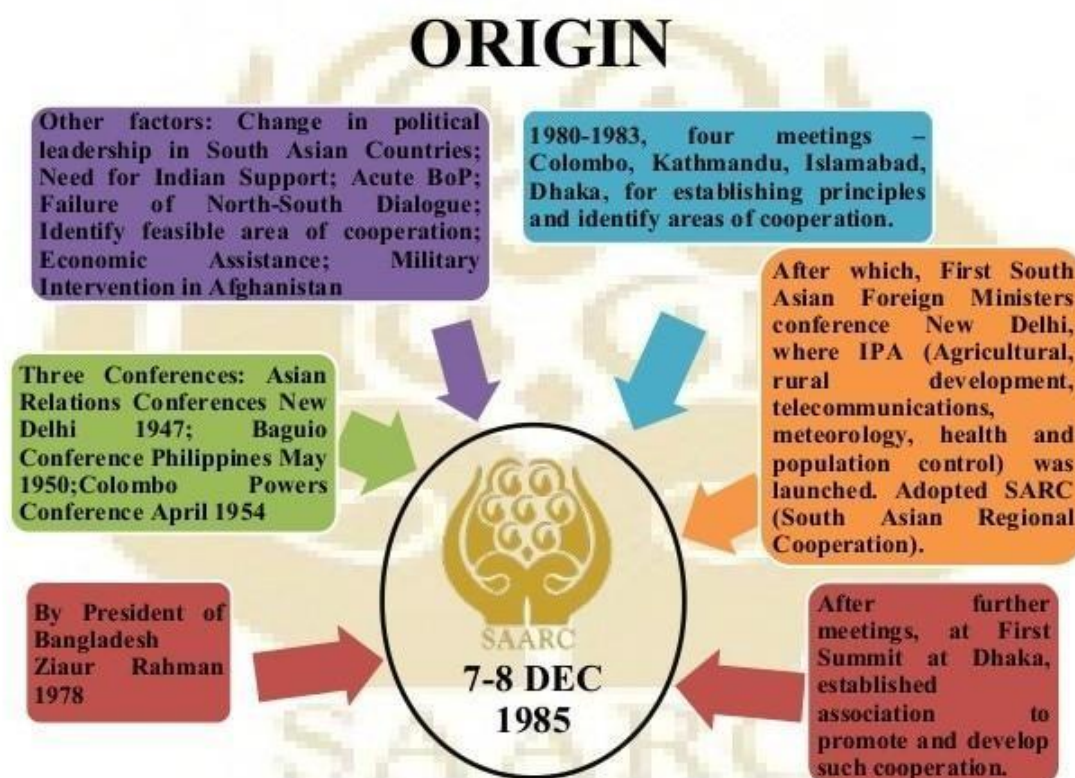 ORIGIN
Other factors: Change in political
leadership in South Asian Countries;
Need for Indian Support; Acute BoP;
Failure of North-South Dialogue;
Identify feasible area of cooperation;
Economic Assistance; Military
Intervention in Afghanistan
1980-1983, four meetings –
Colombo, Kathmandu, Islamabad,
Dhaka, for establishing principles
and identify areas of cooperation.
After which, First South
Asian Foreign Ministers
conference New Delhi,
where IPA (Agricultural,
rural development,
telecommunications,
meteorology, health and
population control) was
launched. Adopted SARC
(South Asian Regional
Cooperation).
Three Conferences: Asian
Relations Conferences New
Delhi 1947; Baguio
Conference Philippines May
1950;Colombo Powers
Conference April 1954
By President of
Bangladesh
Ziaur Rahman
1978
SAARC
7-8 DEC
1985
After further
meetings, at First
Summit at Dhaka,
established
association to
promote and develop
such cooperation.
SAARC